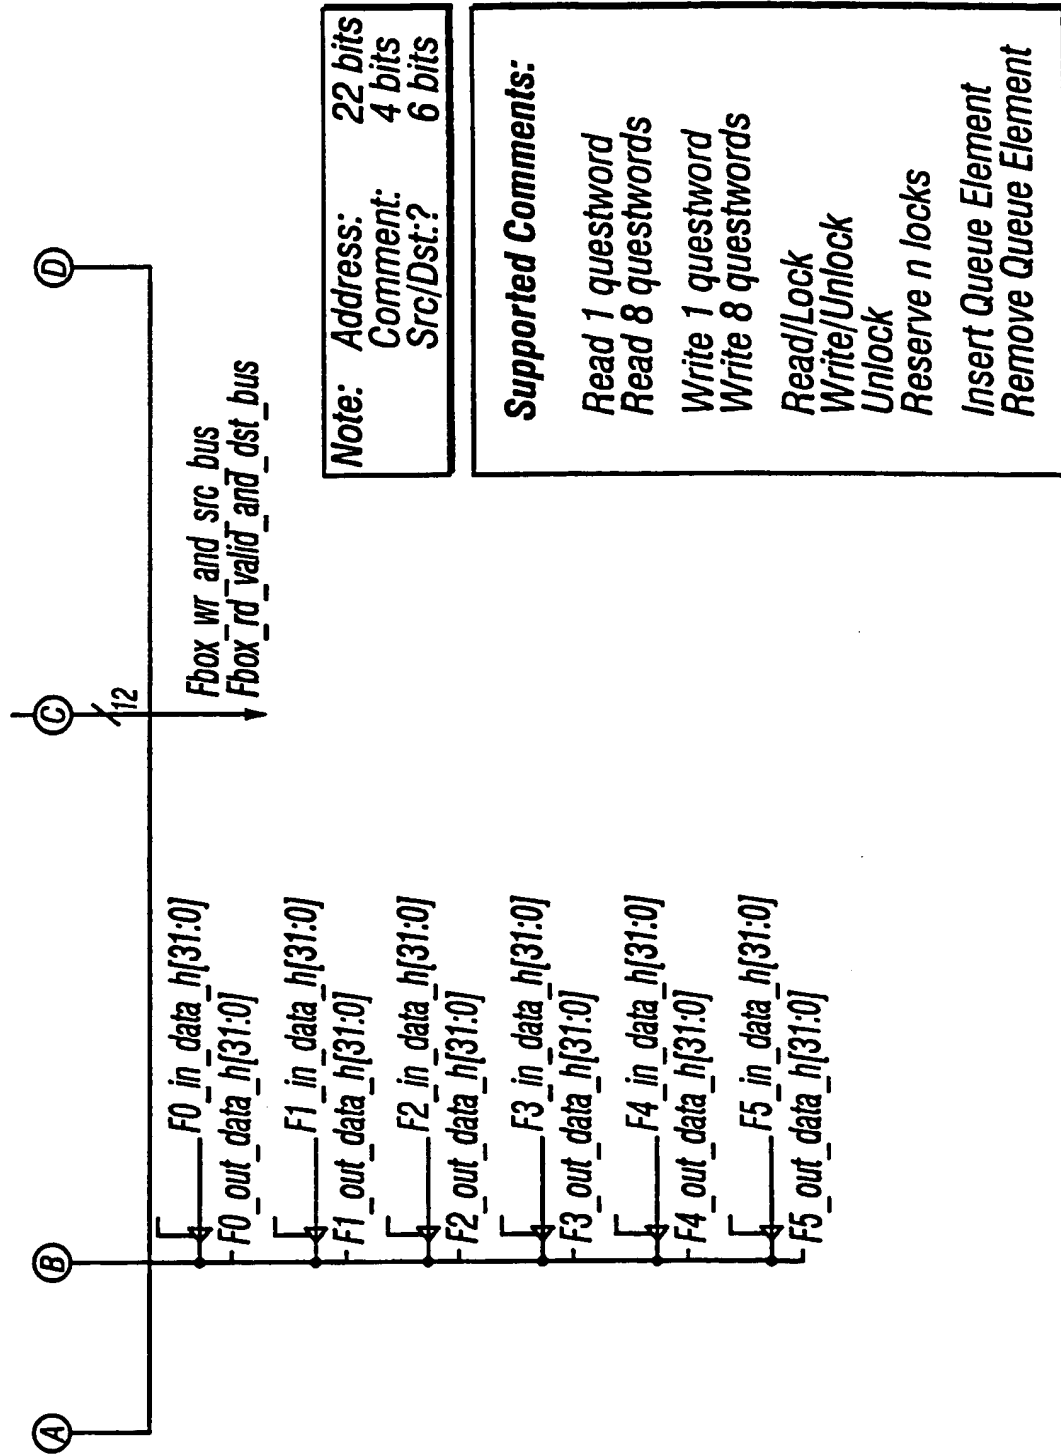 A
B
C
D
12
Fbox_wr_and_src_bus
Fbox_rd_valid_and_dst_bus
F0_in_data_h[31:0]
F0_out_data_h[31:0]
F1_in_data_h[31:0]
F1_out_data_h[31:0]
F2_in_data_h[31:0]
F2_out_data_h[31:0]
F3_in_data_h[31:0]
F3_out_data_h[31:0]
F4_in_data_h[31:0]
F4_out_data_h[31:0]
F5_in_data_h[31:0]
F5_out_data_h[31:0]
Note: Address: 22 bits
Comment: 4 bits
Src/Dst:? 6 bits
Supported Comments:
Read 1 questword
Read 8 questwords
Write 1 questword
Write 8 questwords
Read/Lock
Write/Unlock
Unlock
Reserve n locks
Insert Queue Element
Remove Queue Element